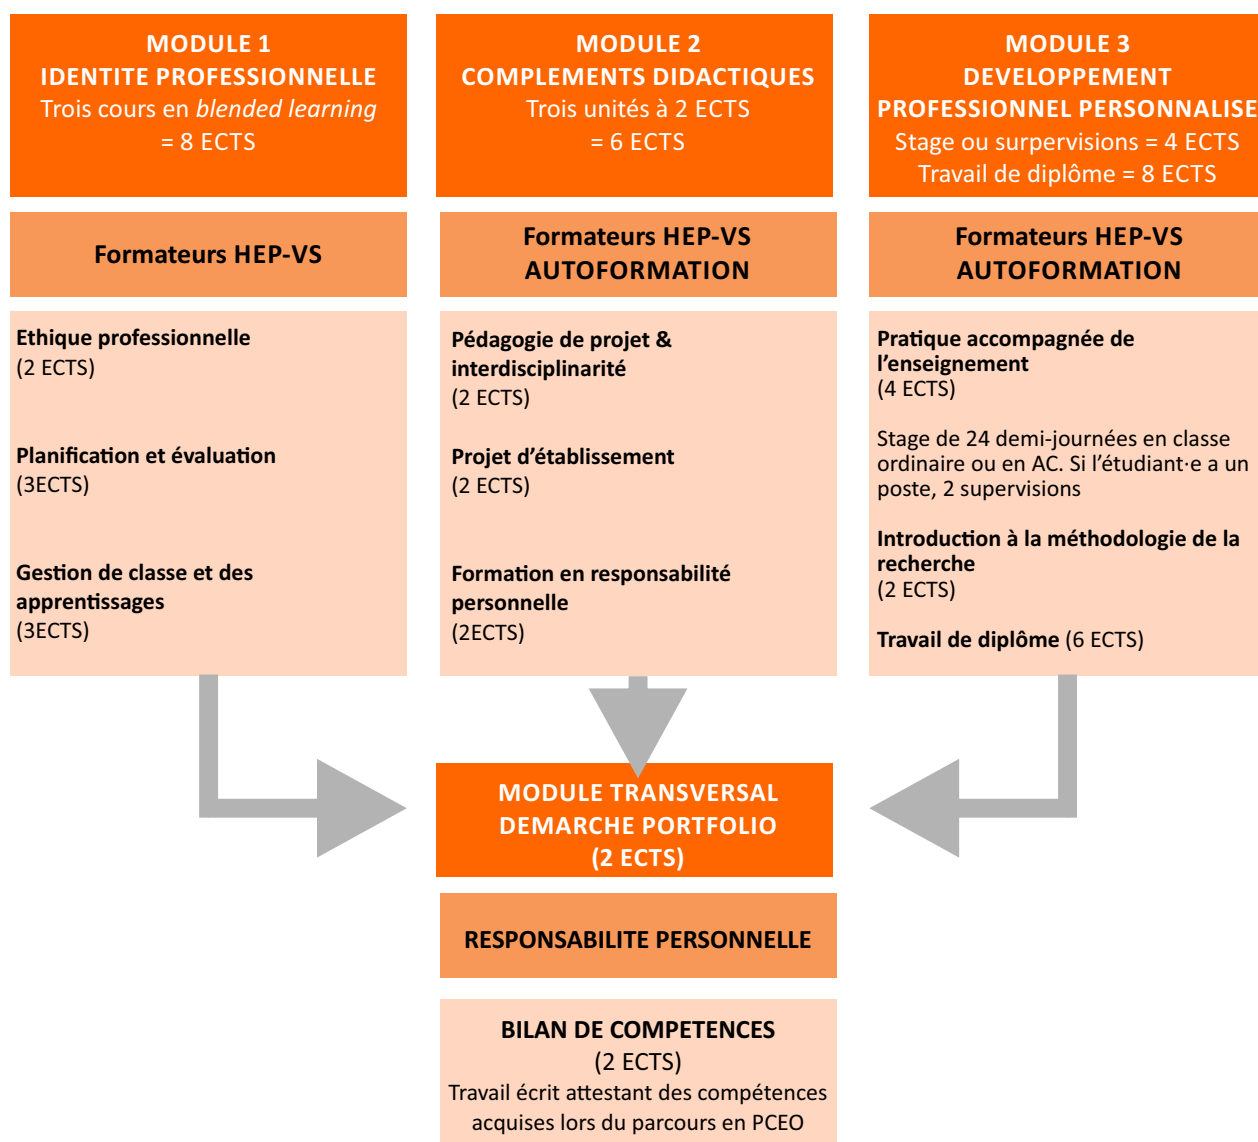 MODULE 1
IDENTITE PROFESSIONNELLE
Trois cours en blended learning
= 8 ECTS
Formateurs HEP-VS
Ethique professionnelle
(2 ECTS)
Planification et évaluation
(3ECTS)
Gestion de classe et des
apprentissages
(3ECTS)
MODULE 2
COMPLEMENTS DIDACTIQUES
Trois unités à 2 ECTS
= 6 ECTS
Formateurs HEP-VS
AUTOFORMATION
Pédagogie de projet &
interdisciplinarité
(2 ECTS)
Projet d’établissement
(2 ECTS)
Formation en responsabilité
personnelle
(2ECTS)
MODULE 3
DEVELOPPEMENT
PROFESSIONNEL PERSONNALISE
Stage ou surpervisions = 4 ECTS
Travail de diplôme = 8 ECTS
Formateurs HEP-VS
AUTOFORMATION
Pratique accompagnée de
l’enseignement
(4 ECTS)
Stage de 24 demi-journées en classe
ordinaire ou en AC. Si l’étudiant·e a un
poste, 2 supervisions
Introduction à la méthodologie de la
recherche
(2 ECTS)
Travail de diplôme (6 ECTS)
MODULE TRANSVERSAL
DEMARCHE PORTFOLIO
(2 ECTS)
RESPONSABILITE PERSONNELLE
BILAN DE COMPETENCES
(2 ECTS)
Travail écrit attestant des compétences
acquises lors du parcours en PCEO